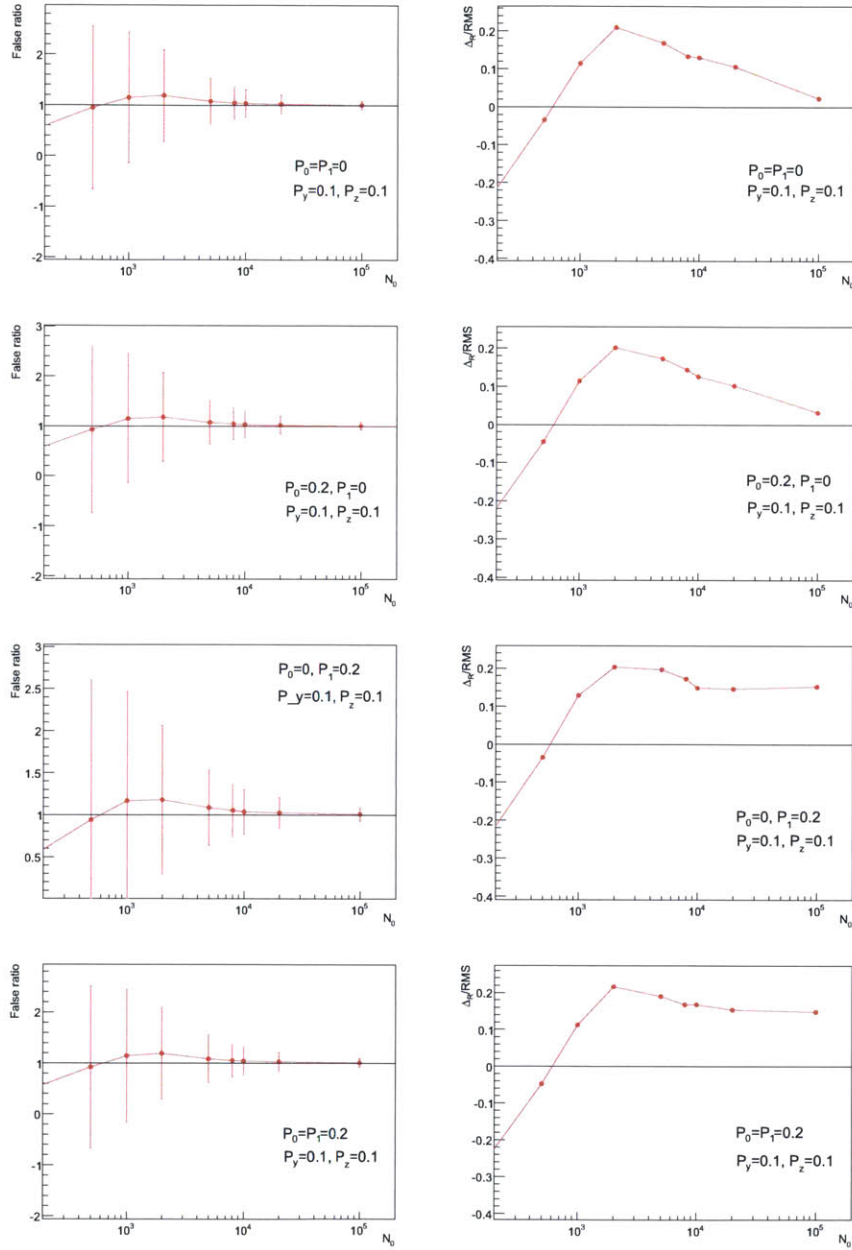 False ratio
2
1
0
-1
-2
10³
10⁴
10⁵
N₀
P₀=P₁=0
P_y=0.1, P_z=0.1
Δ_R/RMS
0.2
0.1
0
-0.1
-0.2
-0.3
-0.4
10³
10⁴
10⁵
N₀
P₀=P₁=0
P_y=0.1, P_z=0.1
False ratio
3
2
1
0
-1
-2
10³
10⁴
10⁵
N₀
P₀=0.2, P₁=0
P_y=0.1, P_z=0.1
Δ_R/RMS
0.2
0.1
0
-0.1
-0.2
-0.3
-0.4
10³
10⁴
10⁵
N₀
P₀=0.2, P₁=0
P_y=0.1, P_z=0.1
False ratio
3
2.5
2
1.5
1
0.5
10³
10⁴
10⁵
N₀
P₀=0, P₁=0.2
P_y=0.1, P_z=0.1
Δ_R/RMS
0.2
0.1
0
-0.1
-0.2
-0.3
-0.4
10³
10⁴
10⁵
N₀
P₀=0, P₁=0.2
P_y=0.1, P_z=0.1
False ratio
2
1
0
-1
-2
10³
10⁴
10⁵
N₀
P₀=P₁=0.2
P_y=0.1, P_z=0.1
Δ_R/RMS
0.2
0.1
0
-0.1
-0.2
-0.3
-0.4
10³
10⁴
10⁵
N₀
P₀=P₁=0.2
P_y=0.1, P_z=0.1